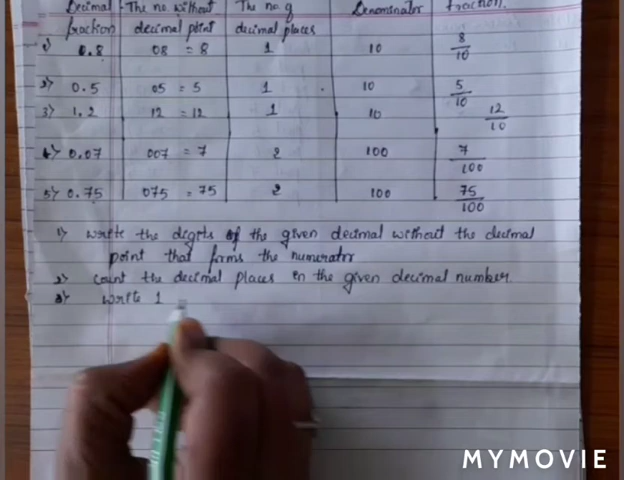 Decimal The no. without The no. of Denominator fraction.
fraction decimal point decimal places
1) 0.8 08 = 8 1 10 8/10
2) 0.5 05 = 5 1 10 5/10
3) 1.2 12 = 12 1 10 12/10
4) 0.07 007 = 7 2 100 7/100
5) 0.75 075 = 75 2 100 75/100
1) write the digits of the given decimal without the decimal
point that forms the numerator
2) count the decimal places in the given decimal number.
3) write 1
MYMOVIE